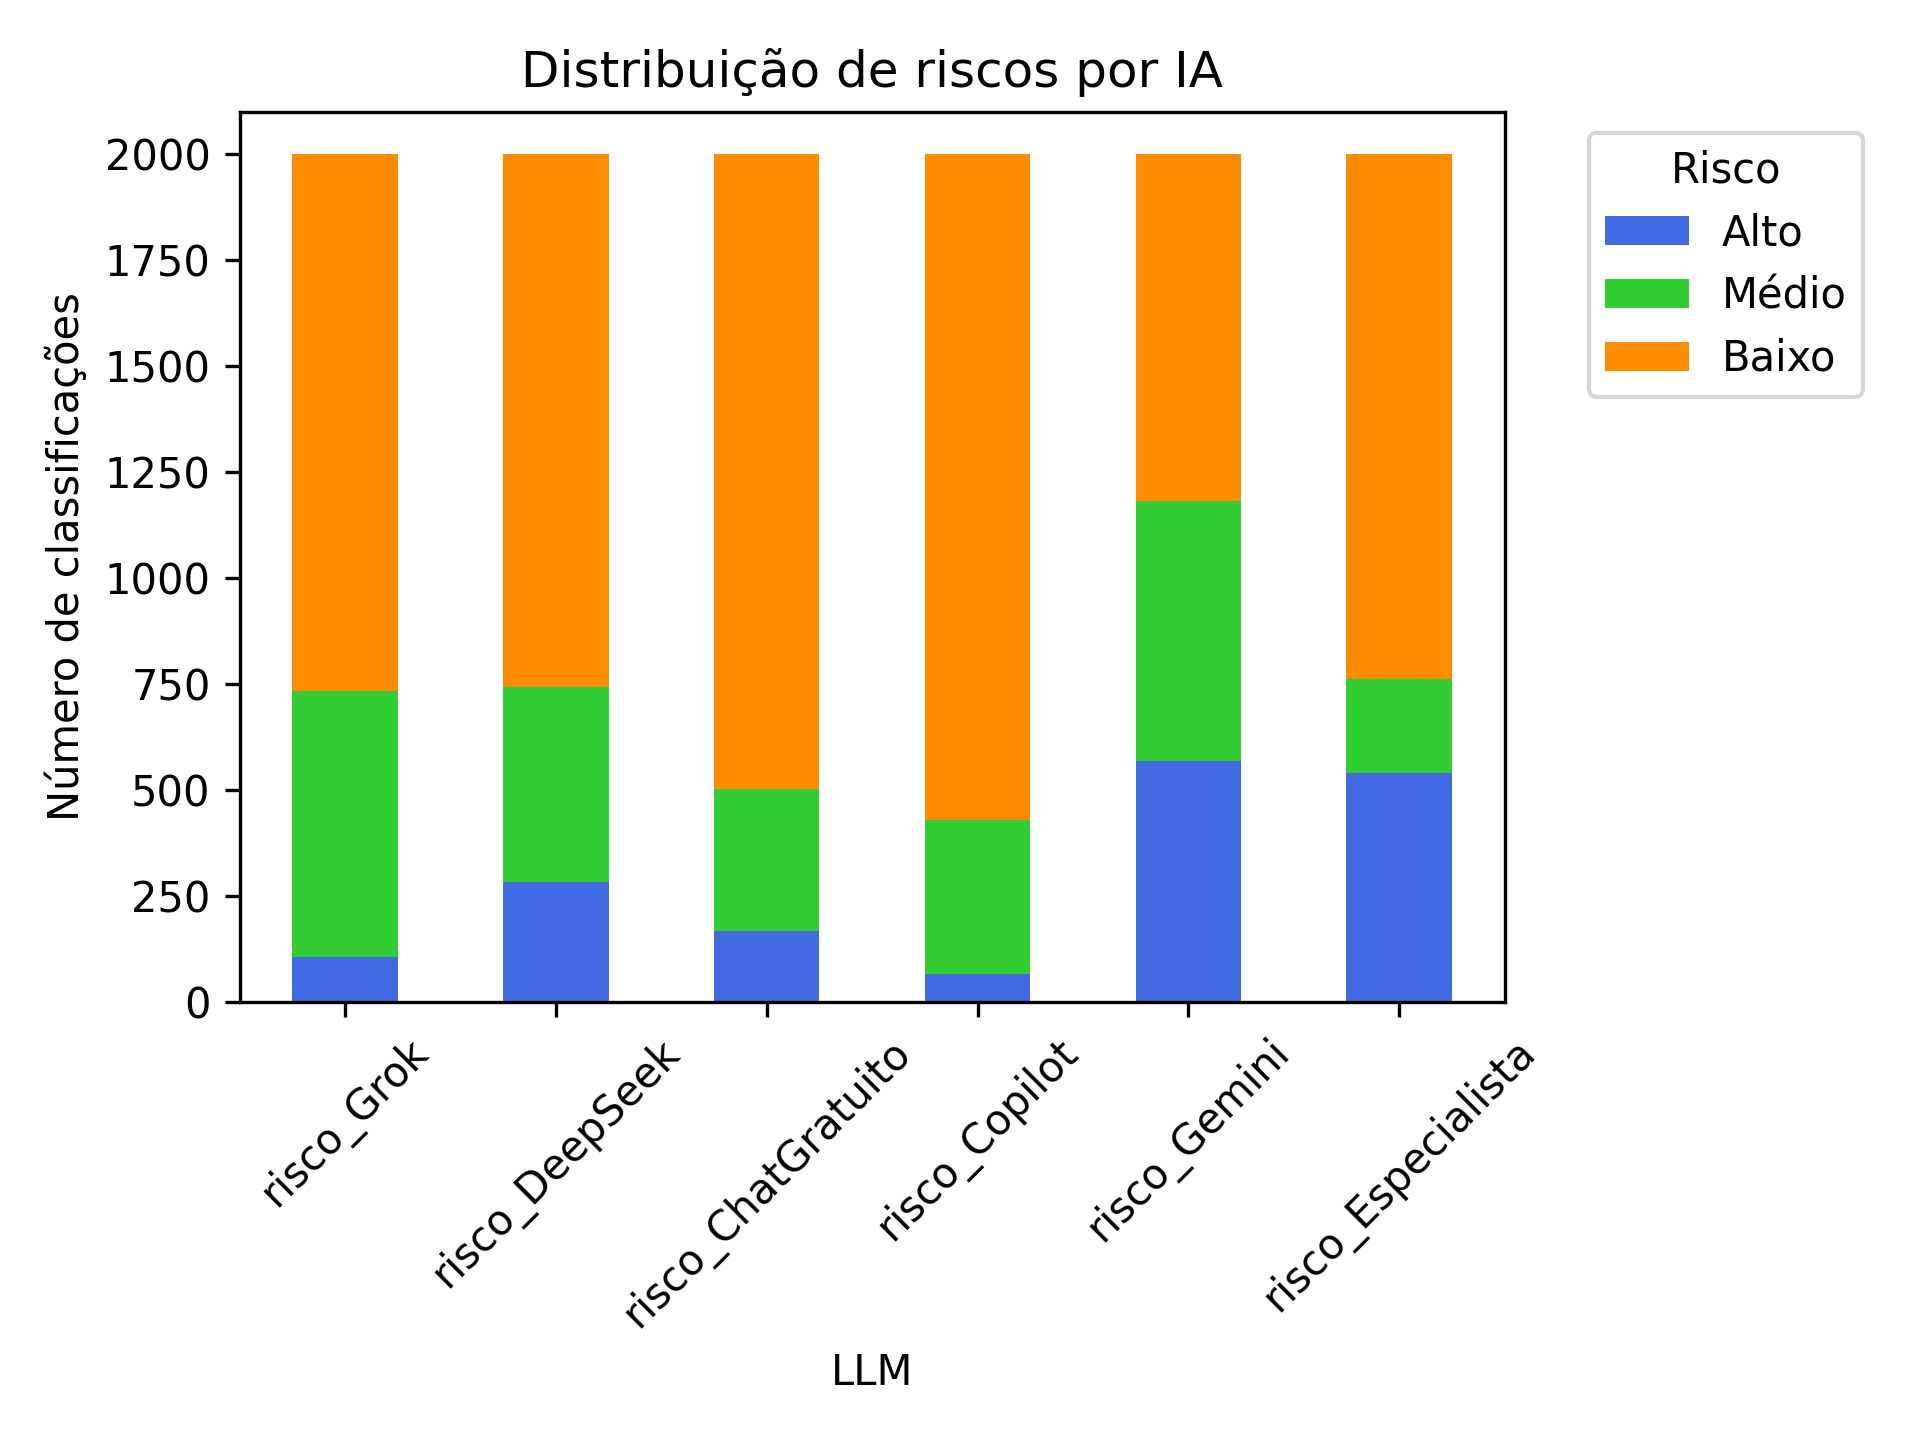 Distribuição de riscos por IA
Número de classificações
2000
1750
1500
1250
1000
750
500
250
0
risco_Grok
risco_DeepSeek
risco_ChatGratuito
risco_Copilot
risco_Gemini
risco_Especialista
LLM
Risco
Alto
Médio
Baixo